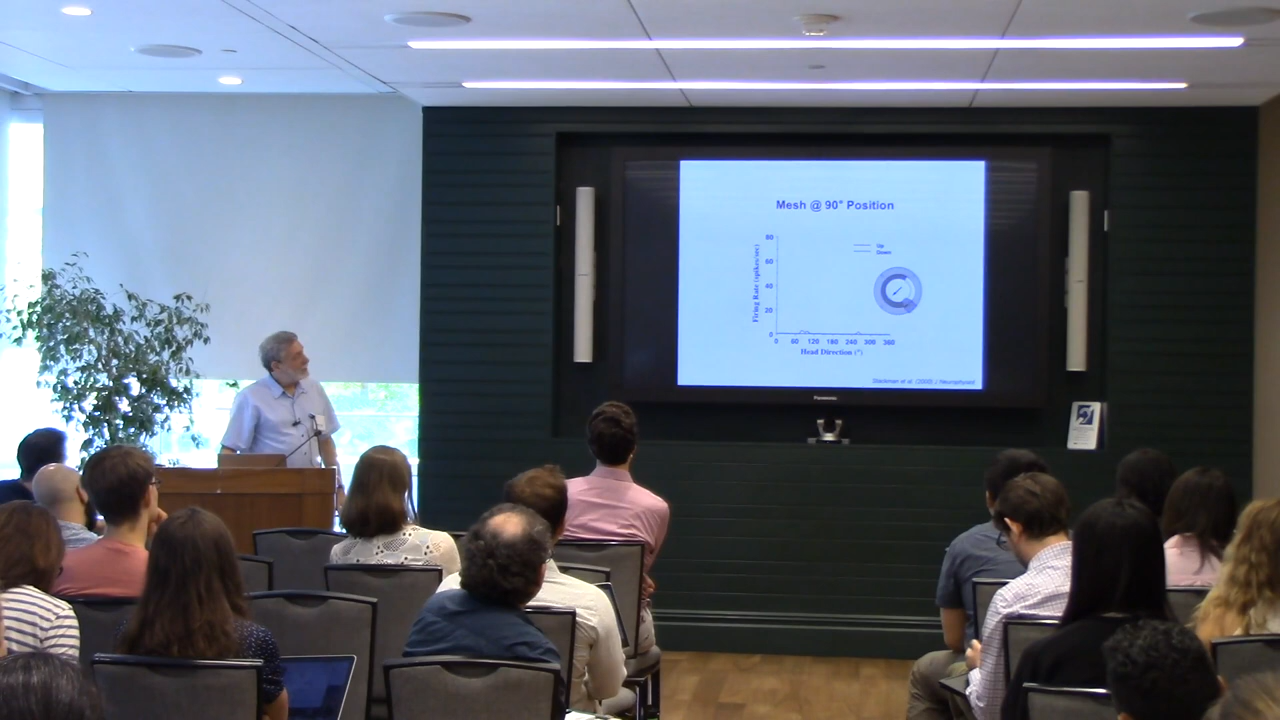 Mesh @ 90° Position
80
60
40
20
0
Firing Rate (spikes/sec)
Up
Down
0 60 120 180 240 300 360
Head Direction (°)
Stackman et al. (2000) J Neurophysiol
Panasonic